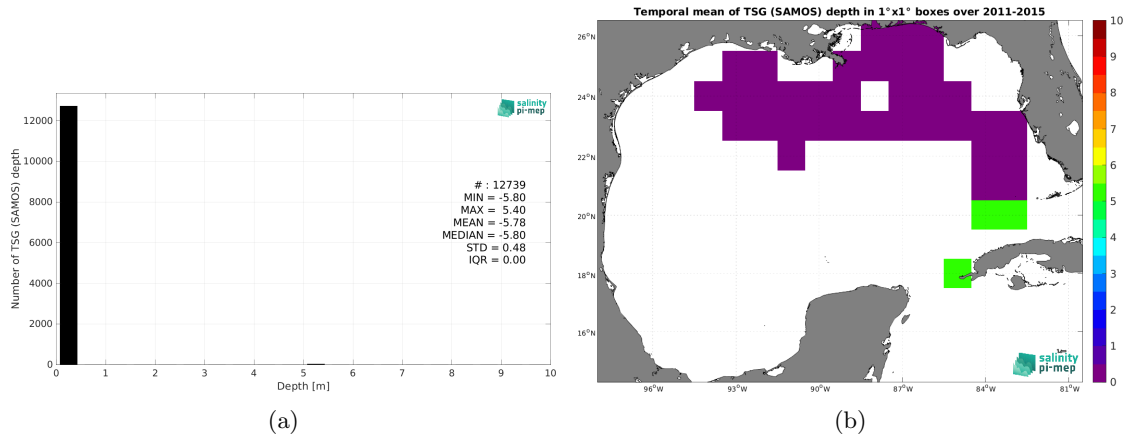 Number of TSG (SAMOS) depth
12000
10000
8000
6000
4000
2000
0
0 1 2 3 4 5 6 7 8 9 10
Depth [m]
salinity
pi-mep
# : 12739
MIN = -5.80
MAX = 5.40
MEAN = -5.78
MEDIAN = -5.80
STD = 0.48
IQR = 0.00
(a)
Temporal mean of TSG (SAMOS) depth in 1°x1° boxes over 2011-2015
26°N
24°N
22°N
20°N
18°N
16°N
96°W 93°W 90°W 87°W 84°W 81°W
salinity
pi-mep
10
9
8
7
6
5
4
3
2
1
0
(b)